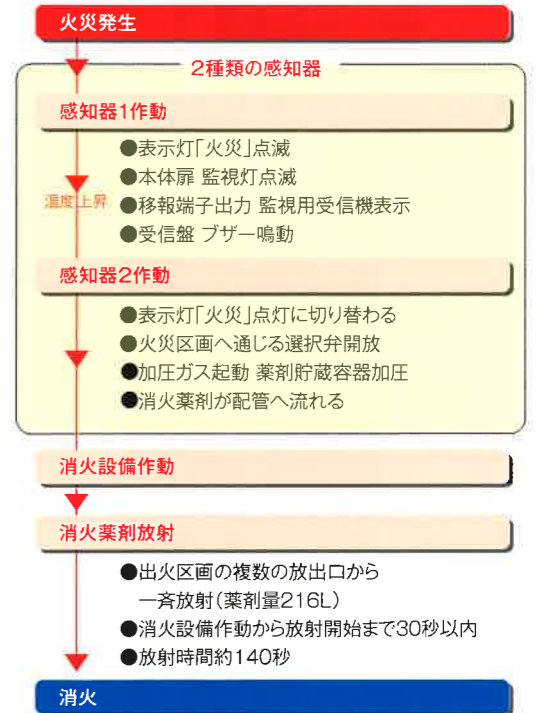 火災発生
2種類の感知器
感知器1作動
●表示灯「火災」点滅
●本体扉 監視灯点滅
温度上昇
●移報端子出力 監視用受信機表示
●受信盤 ブザー鳴動
感知器2作動
●表示灯「火災」点灯に切り替わる
●火災区画へ通じる選択弁開放
●加圧ガス起動 薬剤貯蔵容器加圧
●消火薬剤が配管へ流れる
消火設備作動
消火薬剤放射
●出火区画の複数の放出口から
一斉放射（薬剤量216L）
●消火設備作動から放射開始まで30秒以内
●放射時間約140秒
消火